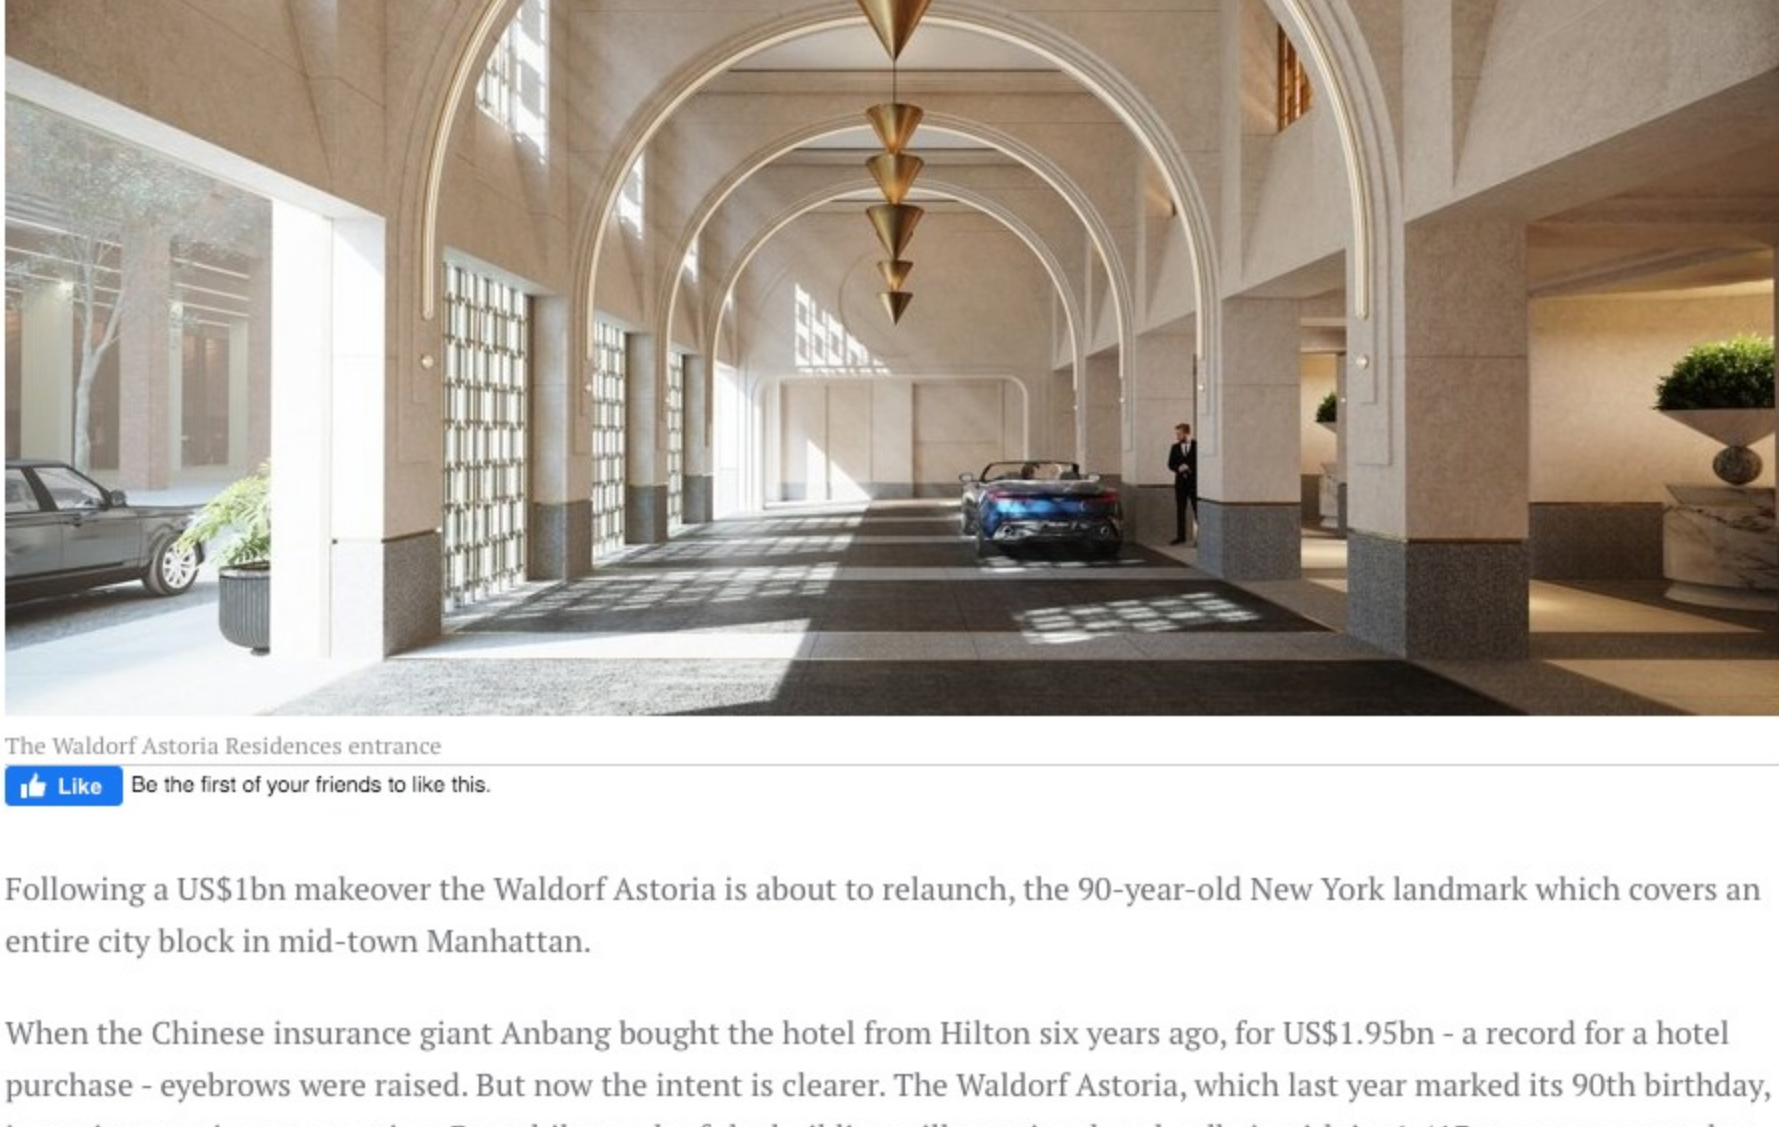 The Waldorf Astoria Residences entrance
Like Be the first of your friends to like this.
Following a US$1bn makeover the Waldorf Astoria is about to relaunch, the 90-year-old New York landmark which covers an
entire city block in mid-town Manhattan.
When the Chinese insurance giant Anbang bought the hotel from Hilton six years ago, for US$1.95bn - a record for a hotel
purchase - eyebrows were raised. But now the intent is clearer. The Waldorf Astoria, which last year marked its 90th birthday,